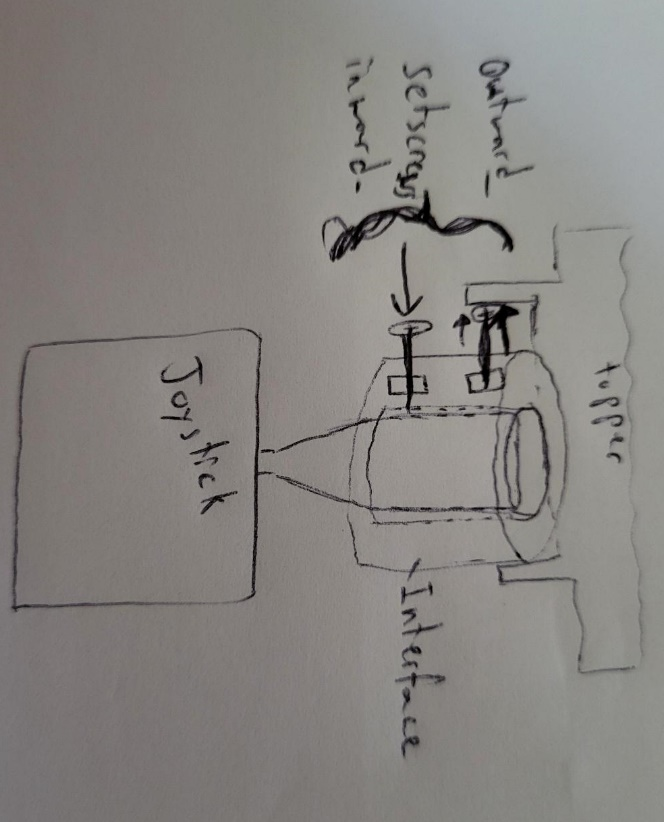 Outward
Setscrews
inward.
topper
Joystick
Interface